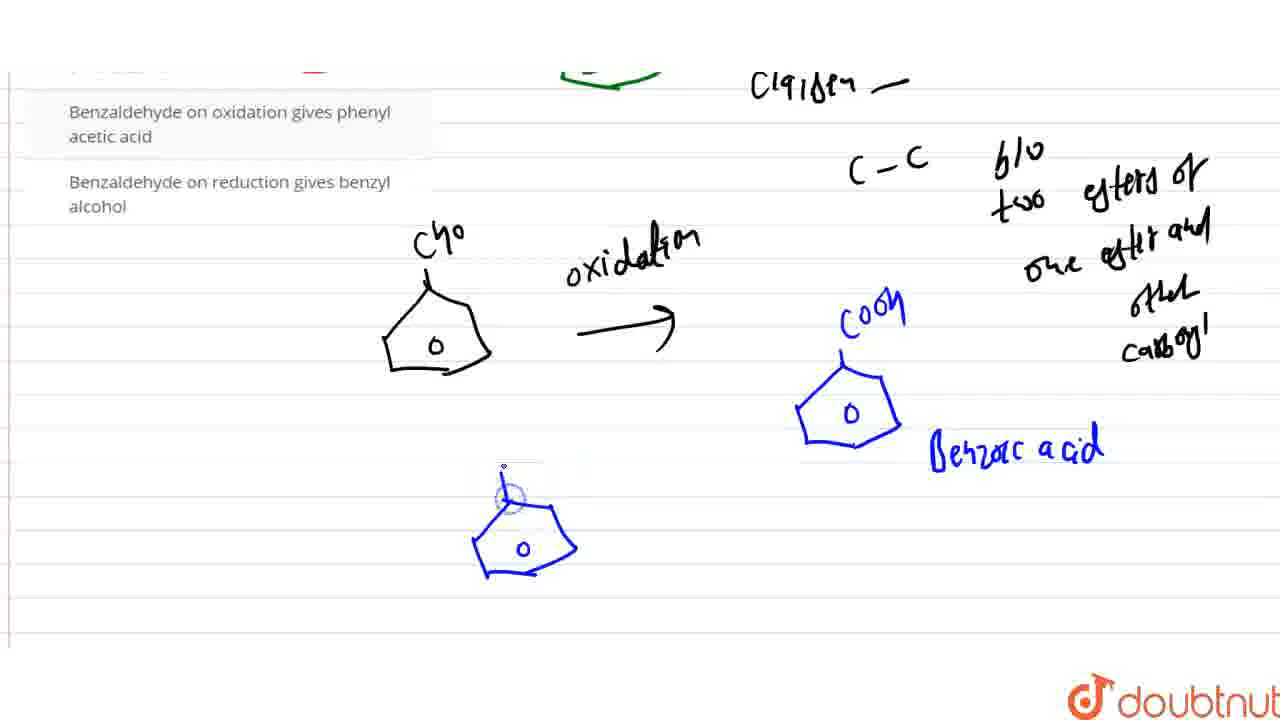 Claisen —
Benzaldehyde on oxidation gives phenyl
acetic acid
C – C b/w
two esters of
one ester and
other
carbonyl
Benzaldehyde on reduction gives benzyl
alcohol
CHO
oxidation
COOH
Benzoic acid
doubtnut